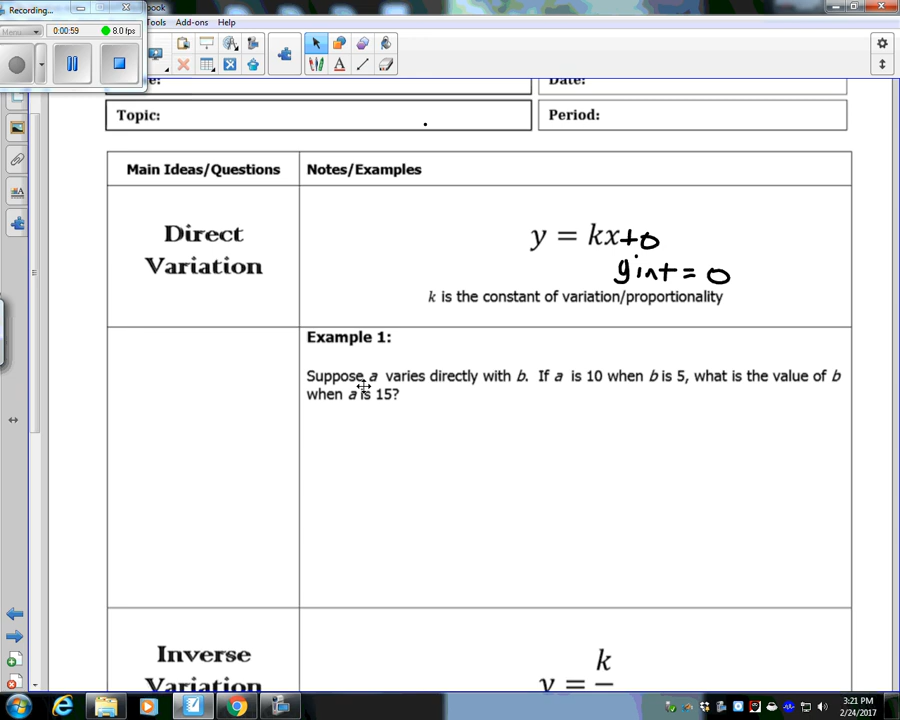 Recording...
book
Menu
0:00:59
8.0 fps
Tools Add-ons Help
Date:
Topic:
Period:
Main Ideas/Questions
Notes/Examples
Direct
Variation
y = kx+0
yint = 0
k is the constant of variation/proportionality
Example 1:
Suppose a varies directly with b. If a is 10 when b is 5, what is the value of b
when a is 15?
Inverse
Variation
k
y =
3:21 PM
2/24/2017